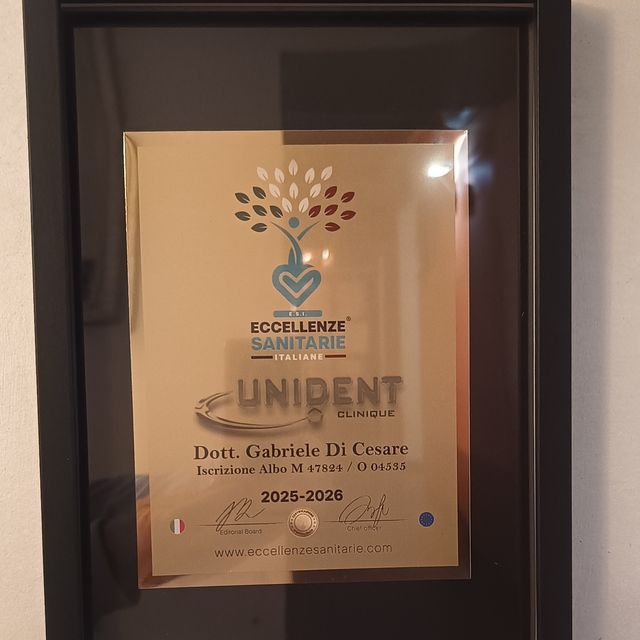 E.S.I.
ECCELLENZE®
SANITARIE
ITALIANE
UNIDENT
CLINIQUE
Dott. Gabriele Di Cesare
Iscrizione Albo M 47824 / O 04535
2025-2026
Editorial Board
Chief officer
www.eccellenzesanitarie.com